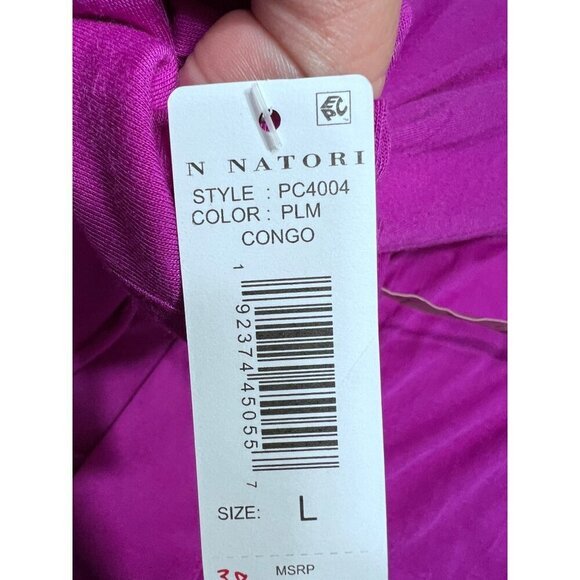 EPC
N NATORI
STYLE : PC4004
COLOR : PLM
CONGO
1 92374 45055 7
SIZE: L
MSRP